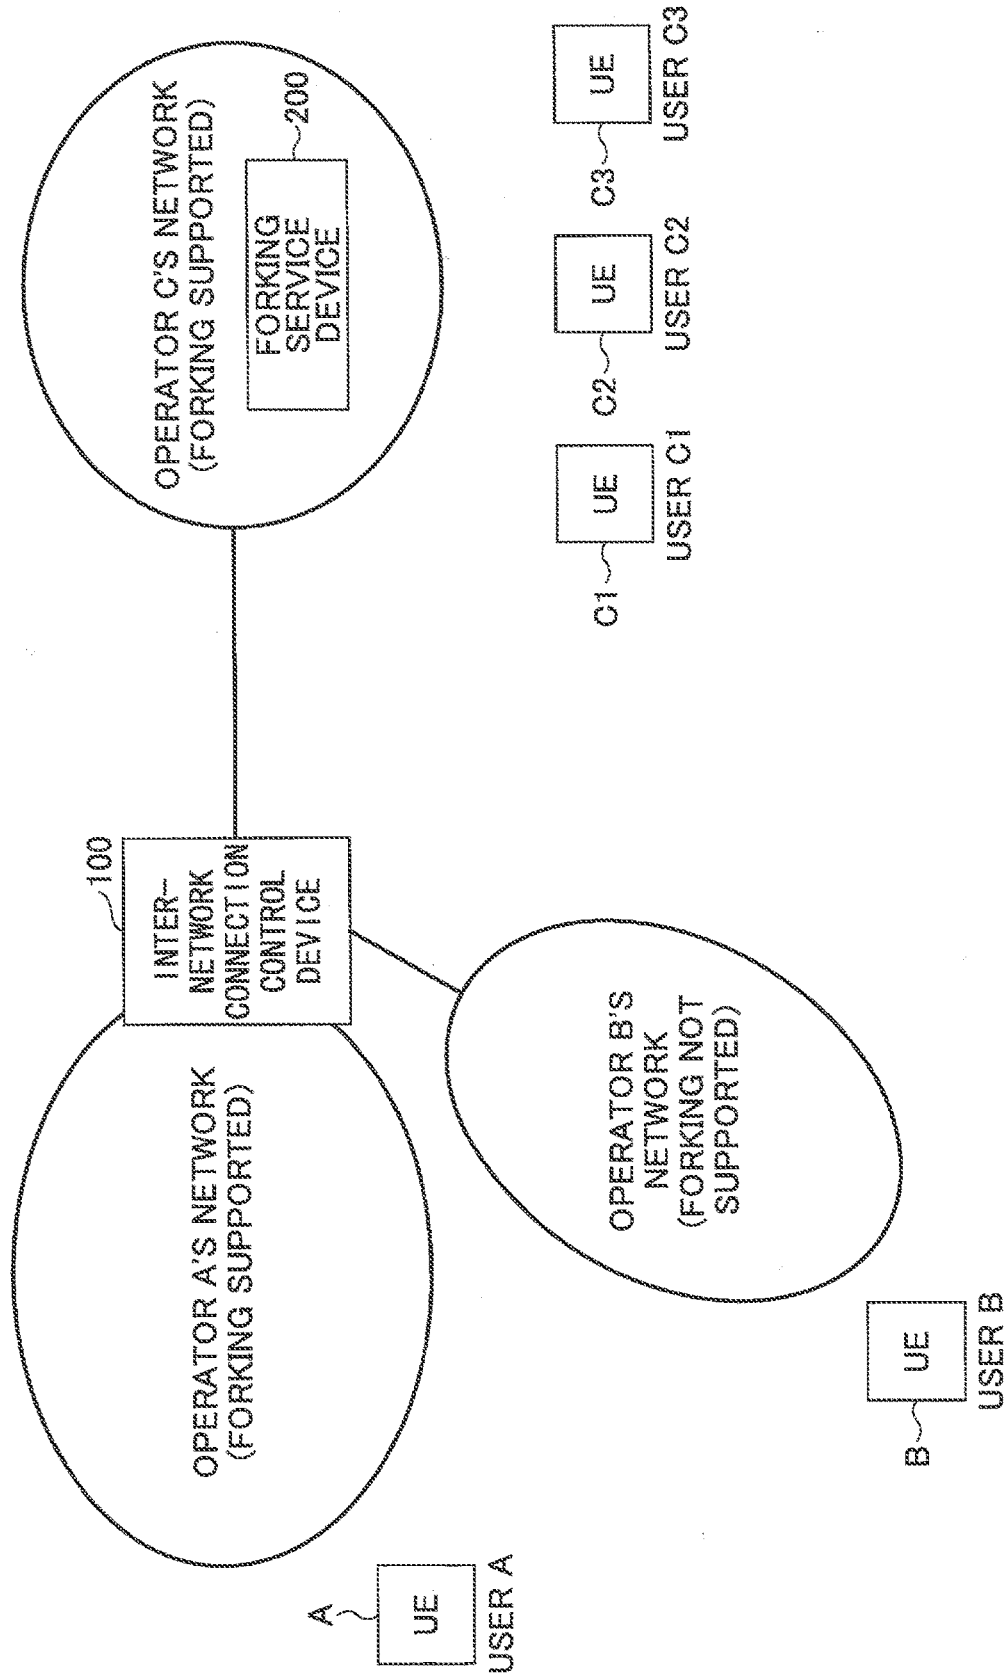 OPERATOR A'S NETWORK
(FORKING SUPPORTED)
100
INTER-
NETWORK
CONNECTION
CONTROL
DEVICE
OPERATOR C'S NETWORK
(FORKING SUPPORTED)
FORKING
SERVICE
DEVICE
200
A
UE
USER A
OPERATOR B'S
NETWORK
(FORKING NOT
SUPPORTED)
B
UE
USER B
C1
UE
USER C1
C2
UE
USER C2
C3
UE
USER C3